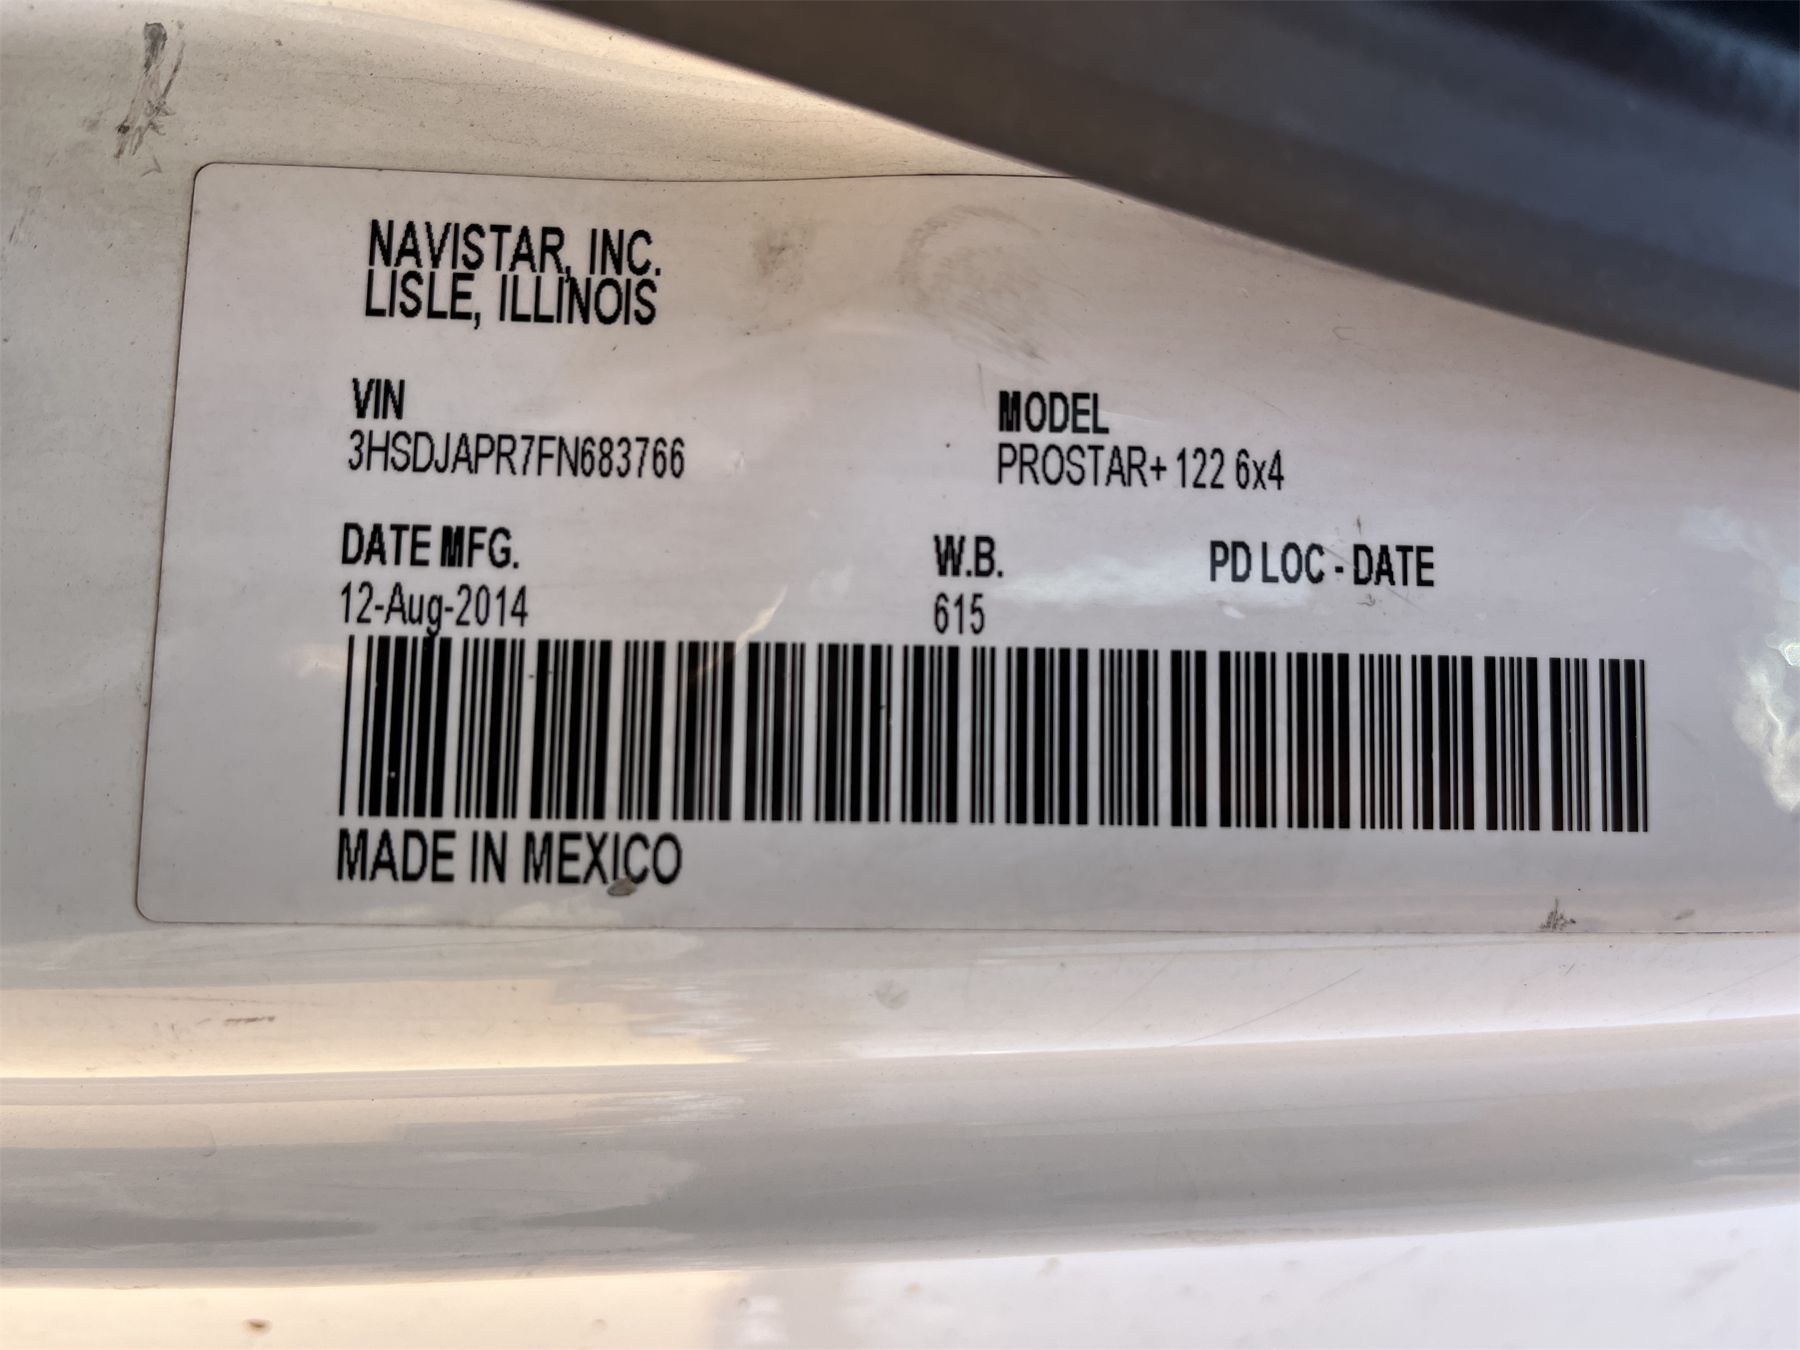 NAVISTAR, INC.
LISLE, ILLINOIS
VIN
3HSDJAPR7FN683766
MODEL
PROSTAR+ 122 6x4
DATE MFG.
12-Aug-2014
W.B.
615
PD LOC - DATE
MADE IN MEXICO